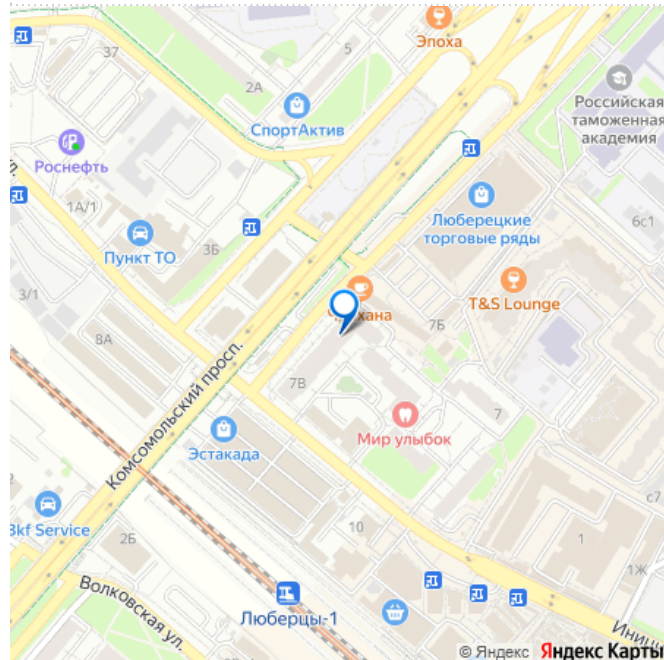 Эпоха
5
37
2А
СпортАктив
Российская
таможенная
академия
Роснефть
1А/1
6с1
Люберецкие
торговые ряды
3Б
Пункт ТО
T&S Lounge
3/1
7Б
8А
Комсомольский просп.
7В
7
Мир улыбок
Эстакада
с7
3kf Service
10
1
2Б
1Ж
Волковская ул.
Люберцы-1
© Яндекс Яндекс Карты